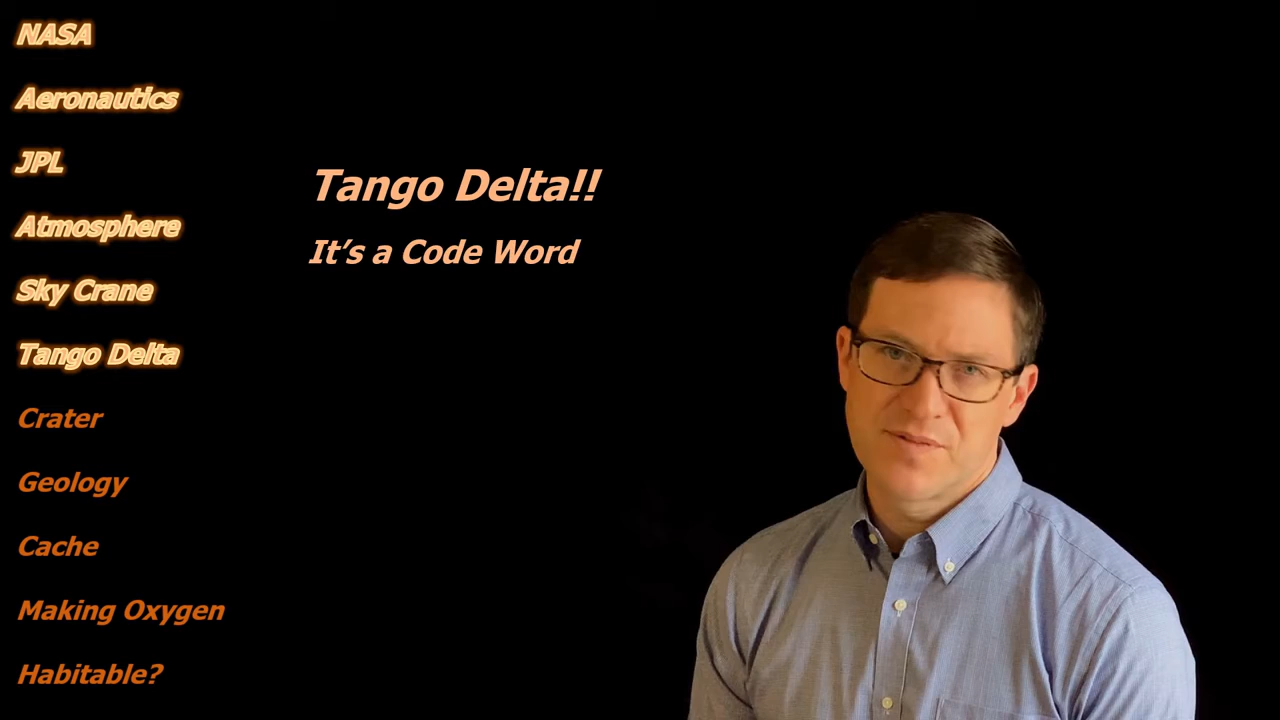 NASA
Aeronautics
JPL
Atmosphere
Sky Crane
Tango Delta
Crater
Geology
Cache
Making Oxygen
Habitable?
Tango Delta!!
It’s a Code Word